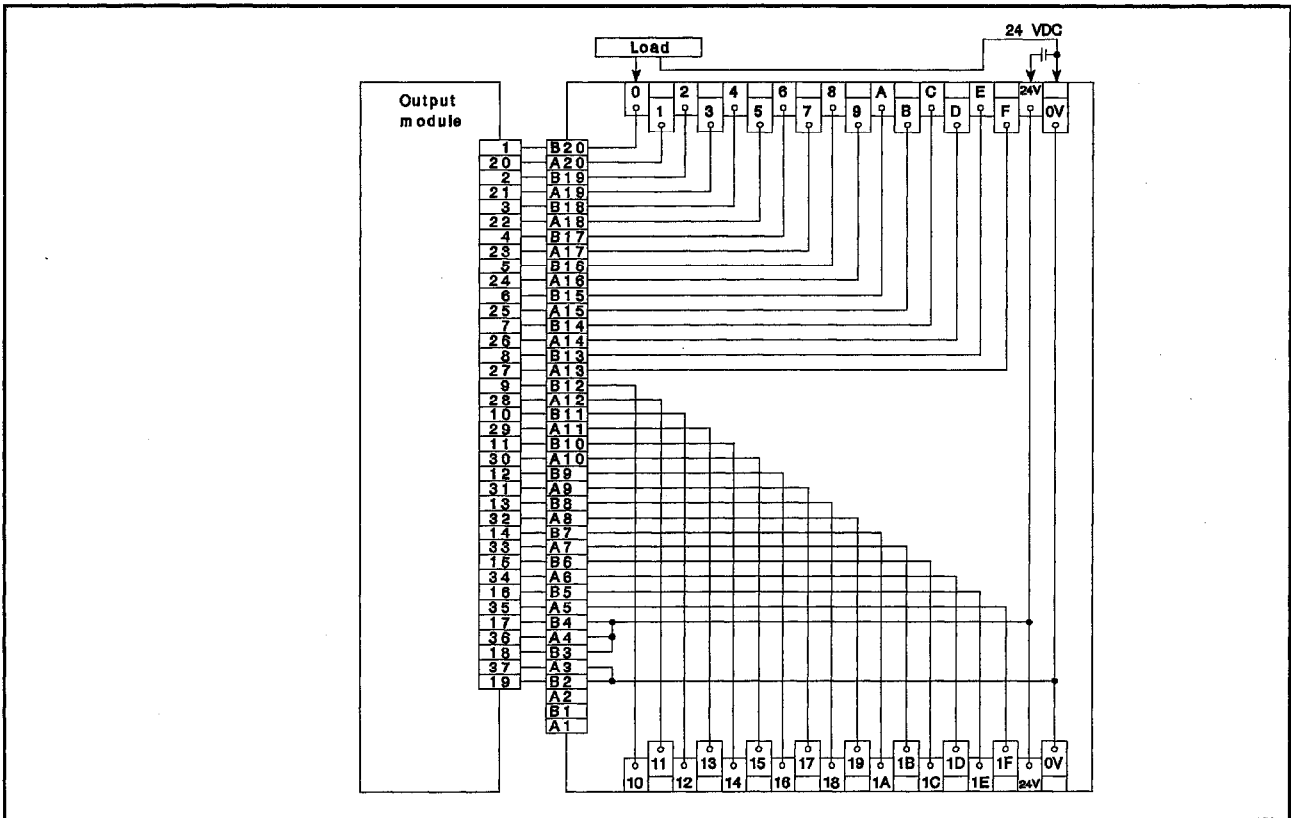 24 VDC
Load
Output
module
0 2 4 6 8 A C E 24V
1 3 5 7 9 B D F 0V
1 B20
20 A20
2 B19
21 A19
3 B18
22 A18
4 B17
23 A17
5 B16
24 A16
6 B15
25 A15
7 B14
26 A14
8 B13
27 A13
9 B12
28 A12
10 B11
29 A11
11 B10
30 A10
12 B9
31 A9
13 B8
32 A8
14 B7
33 A7
15 B6
34 A6
16 B5
35 A5
17 B4
36 A4
18 B3
37 A3
19 B2
A2
B1
A1
11 13 15 17 19 1B 1D 1F 0V
10 12 14 16 18 1A 1C 1E 24V